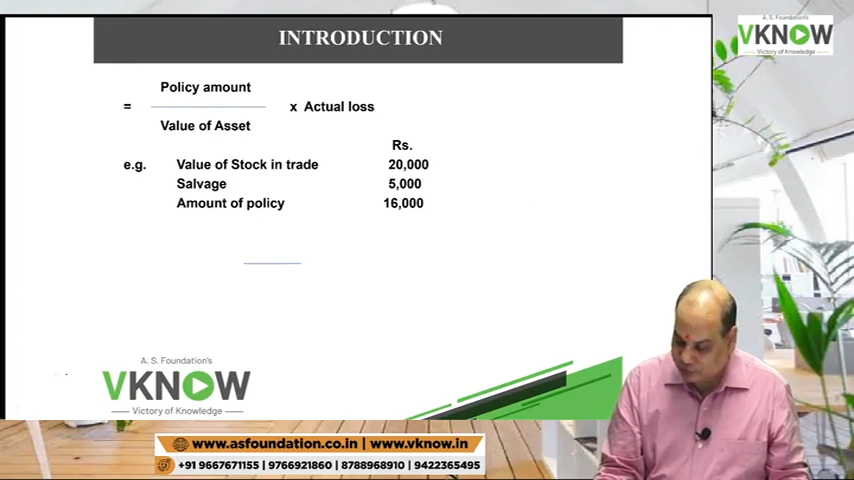 INTRODUCTION
A. S. Foundation's
VKNOW
Victory of Knowledge
Policy amount
= x Actual loss
Value of Asset
Rs.
e.g. Value of Stock in trade 20,000
Salvage 5,000
Amount of policy 16,000
A. S. Foundation's
VKNOW
Victory of Knowledge
www.asfoundation.co.in | www.vknow.in
+91 9667671155 | 9766921860 | 8788968910 | 9422365495